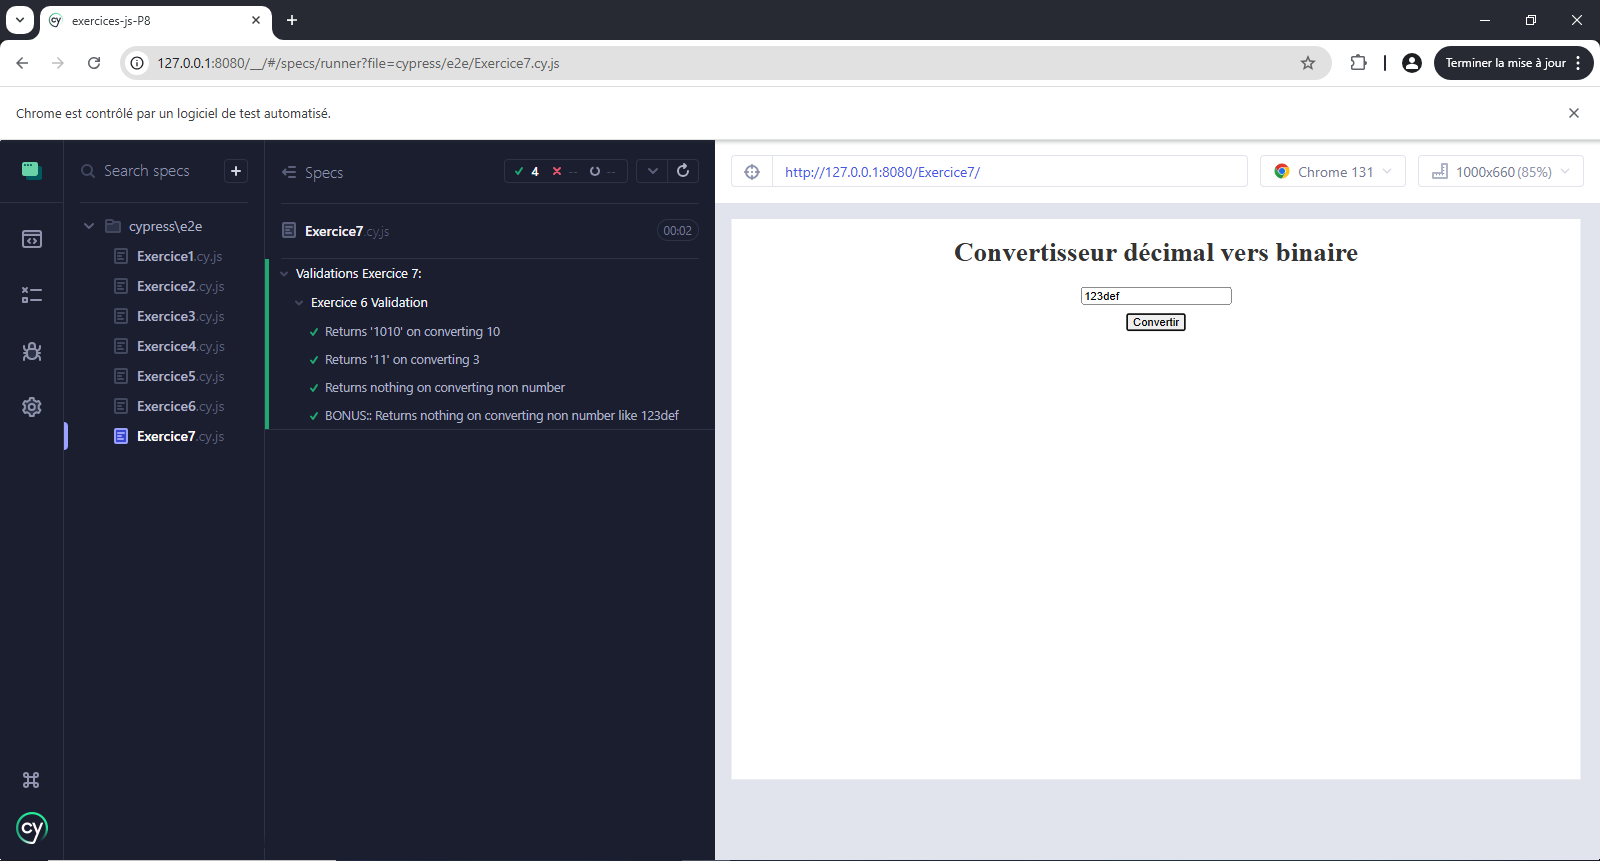 exercices-js-P8
127.0.0.1:8080/__/#/specs/runner?file=cypress/e2e/Exercice7.cy.js
Terminer la mise à jour
Chrome est contrôlé par un logiciel de test automatisé.
Search specs
+
cypress\e2e
Exercice1.cy.js
Exercice2.cy.js
Exercice3.cy.js
Exercice4.cy.js
Exercice5.cy.js
Exercice6.cy.js
Exercice7.cy.js
cy
Specs
4 -- --
Exercice7.cy.js
00:02
Validations Exercice 7:
Exercice 6 Validation
Returns '1010' on converting 10
Returns '11' on converting 3
Returns nothing on converting non number
BONUS:: Returns nothing on converting non number like 123def
http://127.0.0.1:8080/Exercice7/
Chrome 131
1000x660 (85%)
Convertisseur décimal vers binaire
123def
Convertir